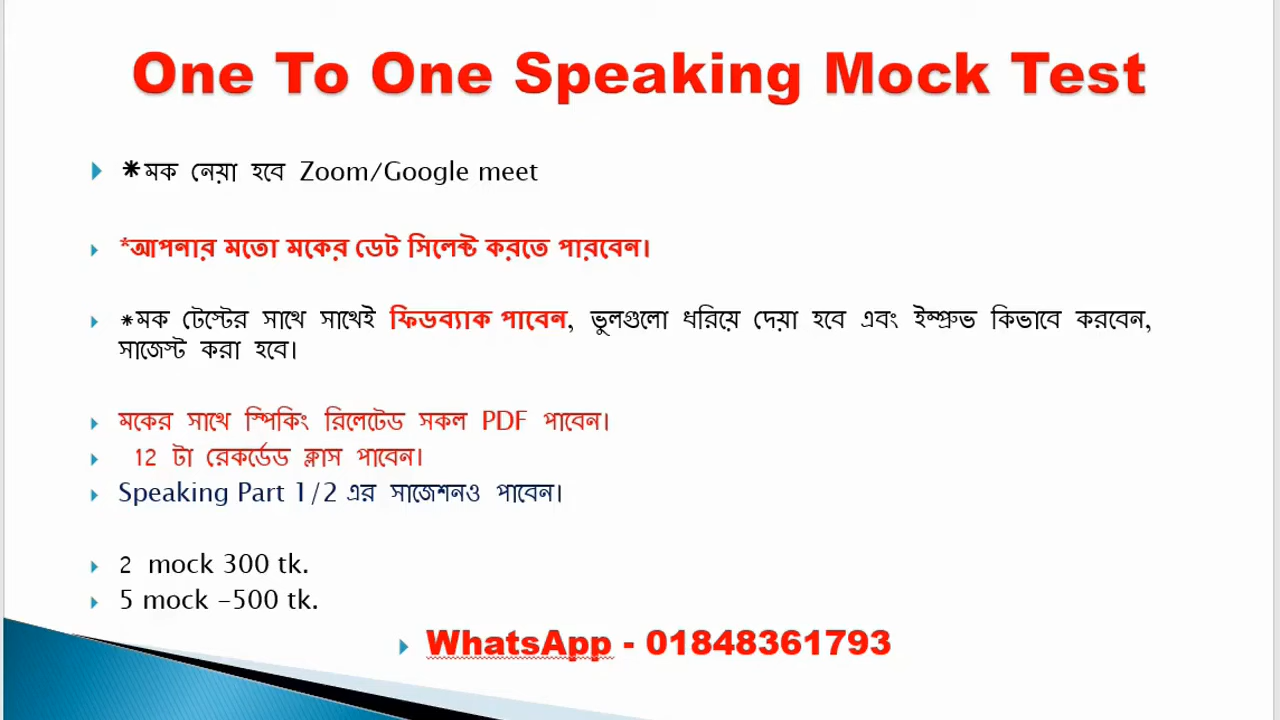 One To One Speaking Mock Test
*মক নেয়া হবে Zoom/Google meet
*আপনার মতো মকের ডেট সিলেক্ট করতে পারবেন।
*মক টেস্টের সাথে সাথেই ফিডব্যাক পাবেন, ভুলগুলো ধরিয়ে দেয়া হবে এবং ইম্প্রুভ কিভাবে করবেন,
সাজেস্ট করা হবে।
মকের সাথে স্পিকিং রিলেটেড সকল PDF পাবেন।
12 টা রেকর্ডেড ক্লাস পাবেন।
Speaking Part 1/2 এর সাজেশনও পাবেন।
2 mock 300 tk.
5 mock -500 tk.
WhatsApp - 01848361793